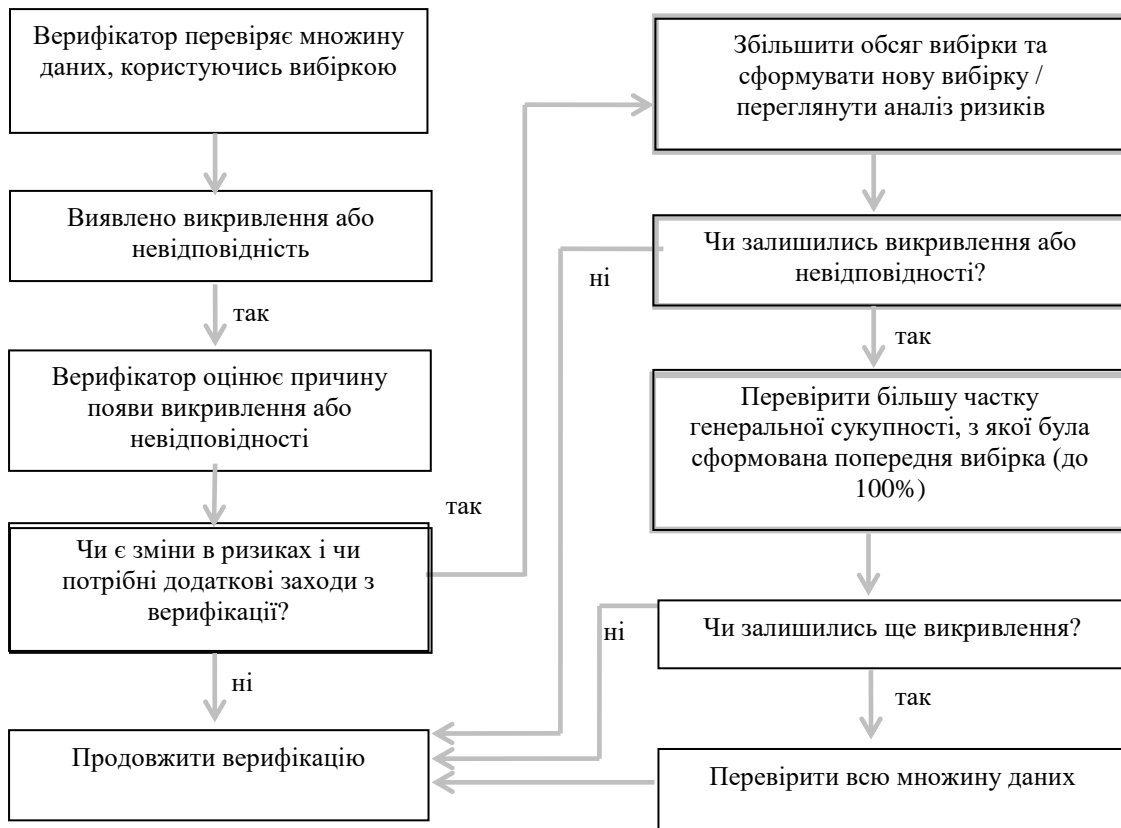 Верифікатор перевіряє множину
даних, користуючись вибіркою
Виявлено викривлення або
невідповідність
так
Верифікатор оцінює причину
появи викривлення або
невідповідності
Чи є зміни в ризиках і чи
потрібні додаткові заходи з
верифікації?
так
ні
Продовжити верифікацію
Збільшити обсяг вибірки та
сформувати нову вибірку /
переглянути аналіз ризиків
Чи залишились викривлення або
невідповідності?
ні
так
Перевірити більшу частку
генеральної сукупності, з якої була
сформована попередня вибірка (до
100%)
Чи залишились ще викривлення?
ні
так
Перевірити всю множину даних